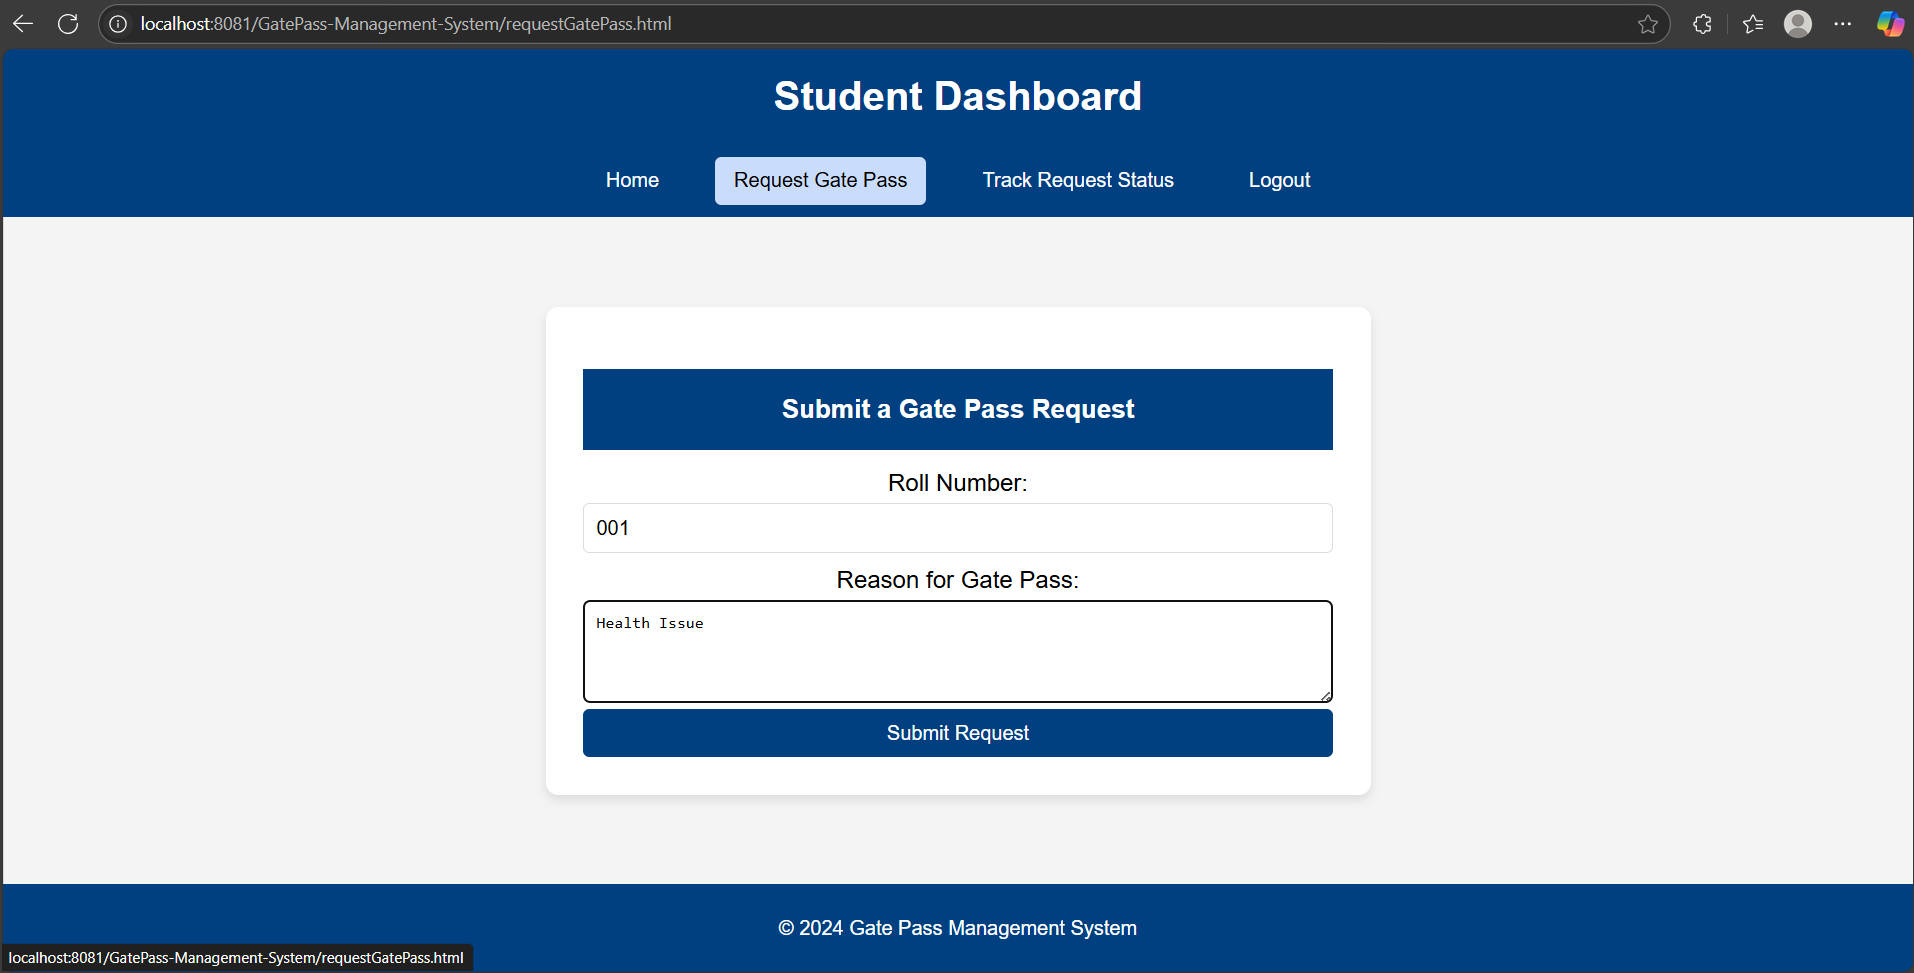 localhost:8081/GatePass-Management-System/requestGatePass.html
Student Dashboard
Home Request Gate Pass Track Request Status Logout
Submit a Gate Pass Request
Roll Number:
001
Reason for Gate Pass:
Health Issue
Submit Request
© 2024 Gate Pass Management System
localhost:8081/GatePass-Management-System/requestGatePass.html